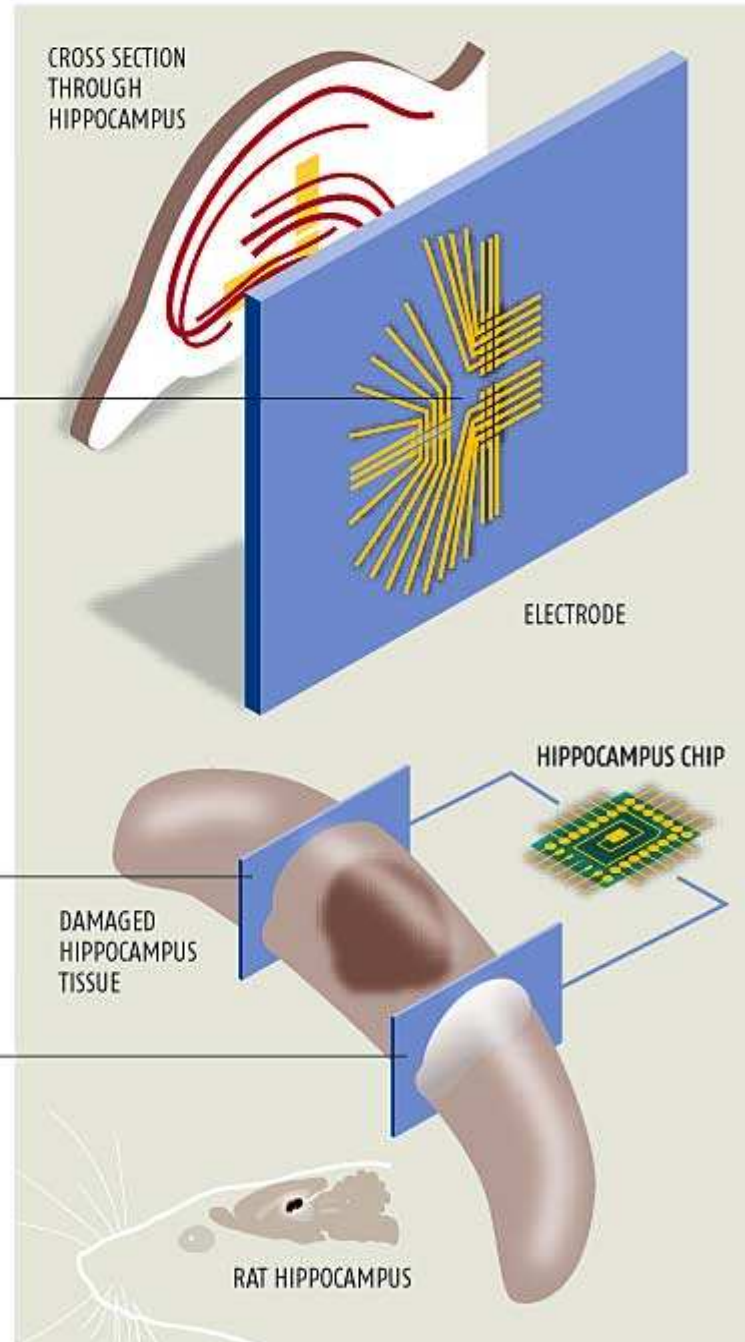 CROSS SECTION
THROUGH
HIPPOCAMPUS
ELECTRODE
HIPPOCAMPUS CHIP
DAMAGED
HIPPOCAMPUS
TISSUE
RAT HIPPOCAMPUS